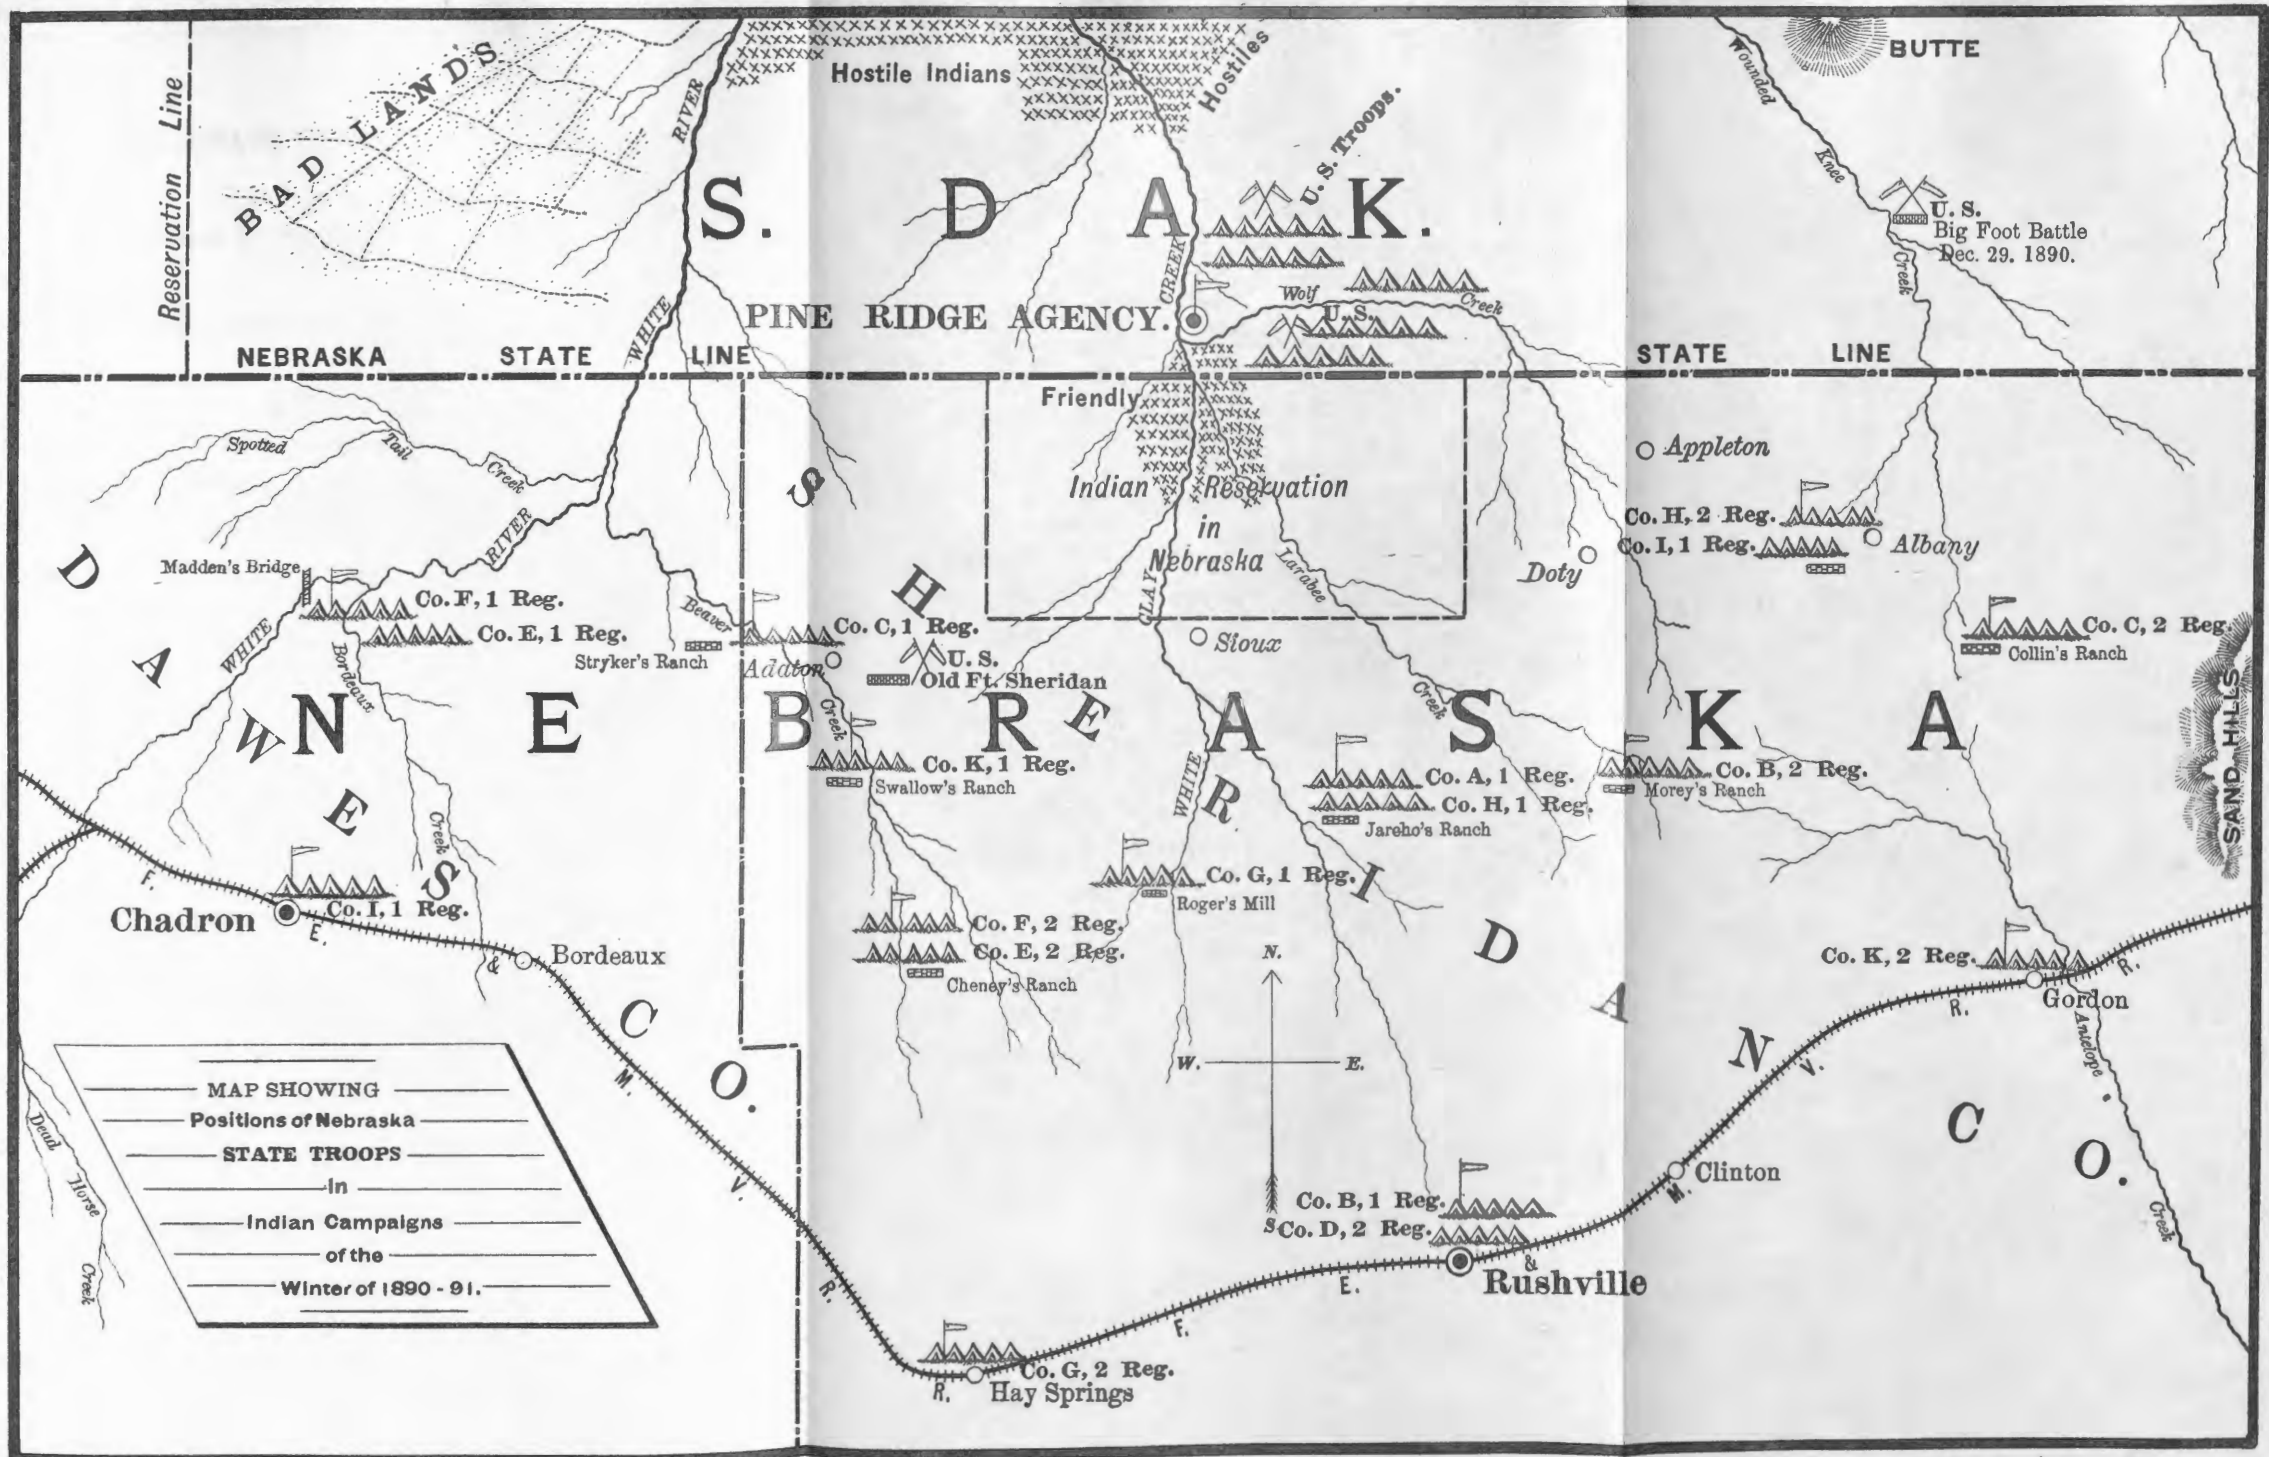 Reservation Line
BAD LANDS
RIVER
Hostile Indians
Hostiles
U. S. Troops.
Wounded
Knee
Creek
BUTTE
U. S.
Big Foot Battle
Dec. 29. 1890.
S. DAK.
CREEK
PINE RIDGE AGENCY.
Wolf
Creek
U. S.
WHITE
NEBRASKA STATE LINE
STATE LINE
Friendly
Indian Reservation
in
Nebraska
Spotted
Tail
Creek
RIVER
Appleton
Co. H, 2 Reg.
Co. I, 1 Reg.
Albany
Doty
Madden's Bridge
Co. F, 1 Reg.
Co. E, 1 Reg.
WHITE
Bordeaux
Creek
Beaver
Creek
Co. C, 1 Reg.
Stryker's Ranch
Adaton
U. S.
Old Ft. Sheridan
CLAY
Larabee
Creek
Sioux
Co. C, 2 Reg.
Collin's Ranch
SAND HILLS
NEBRASKA
DAWES CO.
SHERIDAN CO.
Co. K, 1 Reg.
Swallow's Ranch
WHITE
Co. A, 1 Reg.
Co. H, 1 Reg.
Jareho's Ranch
Co. B, 2 Reg.
Morey's Ranch
Co. G, 1 Reg.
Roger's Mill
Co. I, 1 Reg.
Chadron
Bordeaux
Co. F, 2 Reg.
Co. E, 2 Reg.
Cheney's Ranch
Co. K, 2 Reg.
Gordon
Antelope
Creek
N.
W. E.
S
F. E. & M. V. R. R.
F. E. & M. V. R. R.
Clinton
Co. B, 1 Reg.
Co. D, 2 Reg.
Rushville
Co. G, 2 Reg.
Hay Springs
Dead
Horse
Creek
MAP SHOWING
Positions of Nebraska
STATE TROOPS
In
Indian Campaigns
of the
Winter of 1890-91.